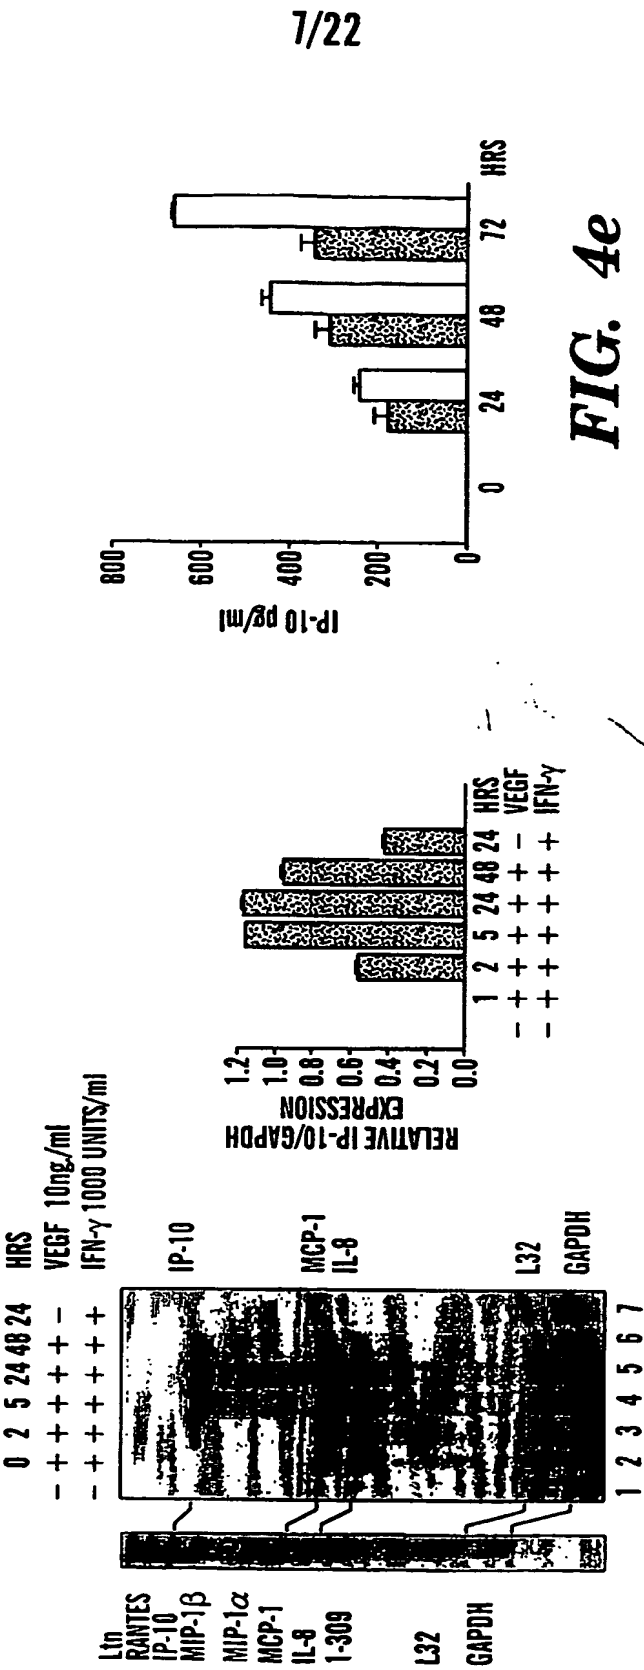 7/22
0 2 5 24 48 24 HRS
- + + + + + - VEGF 10ng/ml
- + + + + + + IFN-γ 1000 UNITS/ml
Ltn
RANTES
IP-10
MIP-1β
MIP-1α
MCP-1
IL-8
1-309
L32
GAPDH
IP-10
MCP-1
IL-8
L32
GAPDH
1 2 3 4 5 6 7
RELATIVE IP-10/GAPDH
EXPRESSION
1.2
1.0
0.8
0.6
0.4
0.2
0.0
1 2 5 24 48 24 HRS
- + + + + + - VEGF
- + + + + + + IFN-γ
IP-10 pg/ml
800
600
400
200
0
0 24 48 72 HRS
FIG. 4e